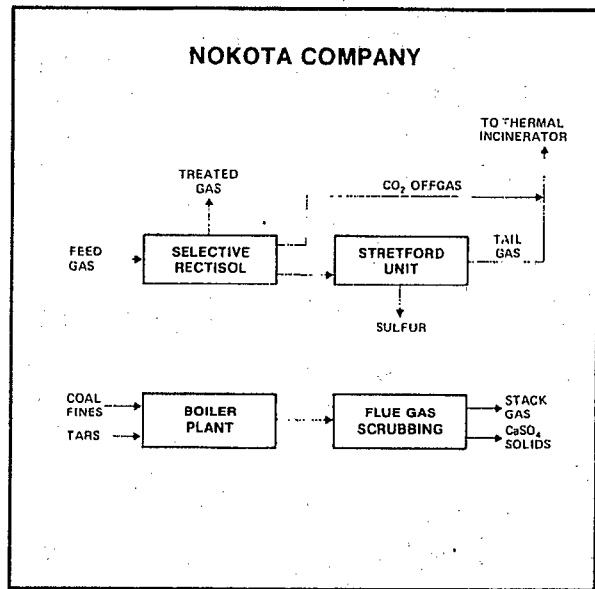 NOKOTA COMPANY
TO THERMAL
INCINERATOR
TREATED
GAS
CO₂ OFFGAS
FEED
GAS
SELECTIVE
RECTISOL
STRETFORD
UNIT
TAIL
GAS
SULFUR
COAL
FINES
TARS
BOILER
PLANT
FLUE GAS
SCRUBBING
STACK
GAS
CaSO₄
SOLIDS